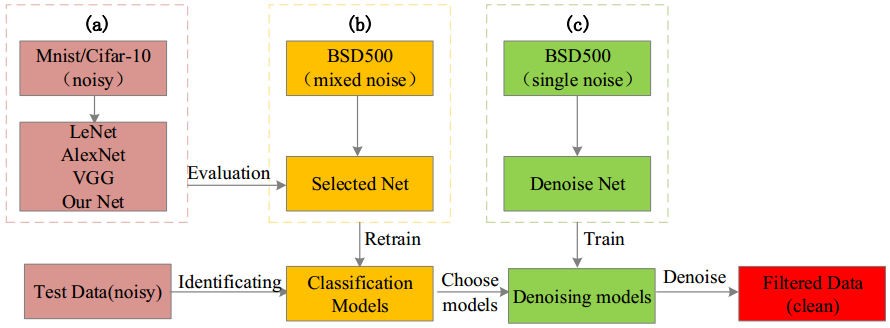 (a)
(b)
(c)
Mnist/Cifar-10
（noisy）
BSD500
（mixed noise）
BSD500
（single noise）
LeNet
AlexNet
VGG
Our Net
Evaluation
Selected Net
Denoise Net
Retrain
Train
Test Data(noisy)
Identificating
Classification
Models
Choose
models
Denoising models
Denoise
Filtered Data
(clean)